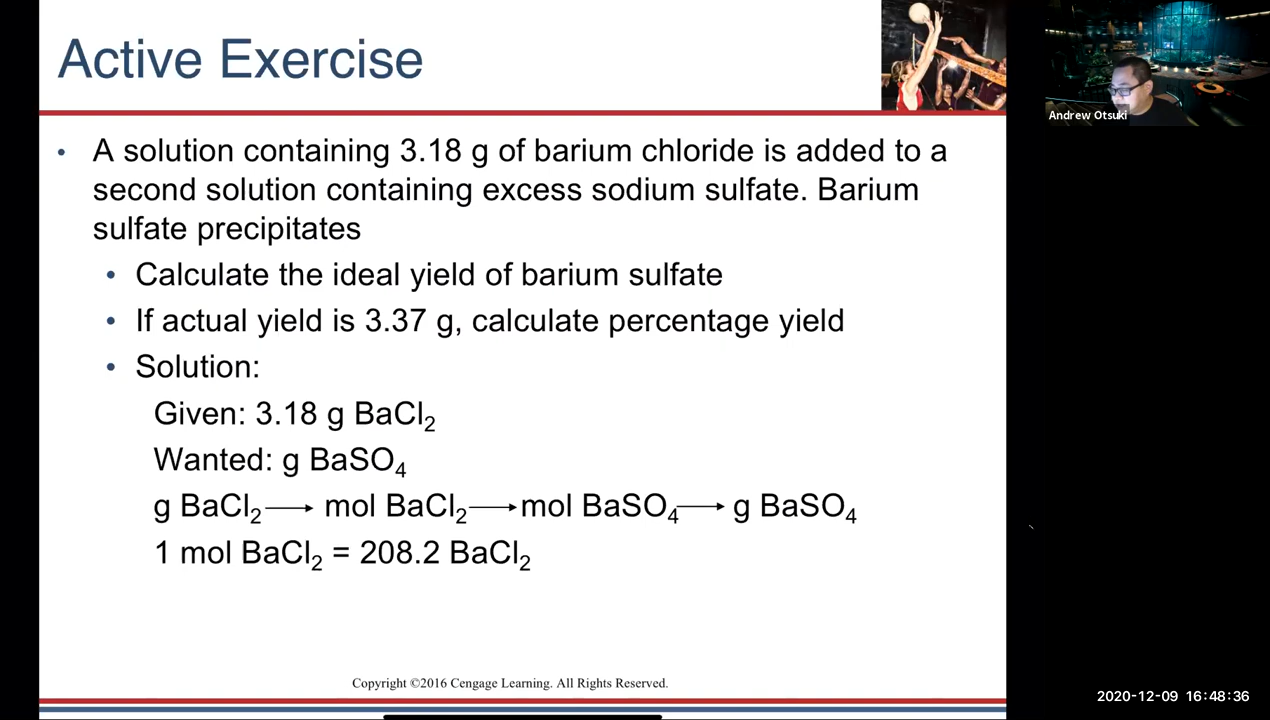 Active Exercise
Andrew Otsuki
• A solution containing 3.18 g of barium chloride is added to a
second solution containing excess sodium sulfate. Barium
sulfate precipitates
• Calculate the ideal yield of barium sulfate
• If actual yield is 3.37 g, calculate percentage yield
• Solution:
Given: 3.18 g BaCl₂
Wanted: g BaSO₄
g BaCl₂ → mol BaCl₂ → mol BaSO₄ → g BaSO₄
1 mol BaCl₂ = 208.2 BaCl₂
Copyright ©2016 Cengage Learning. All Rights Reserved.
2020-12-09 16:48:36